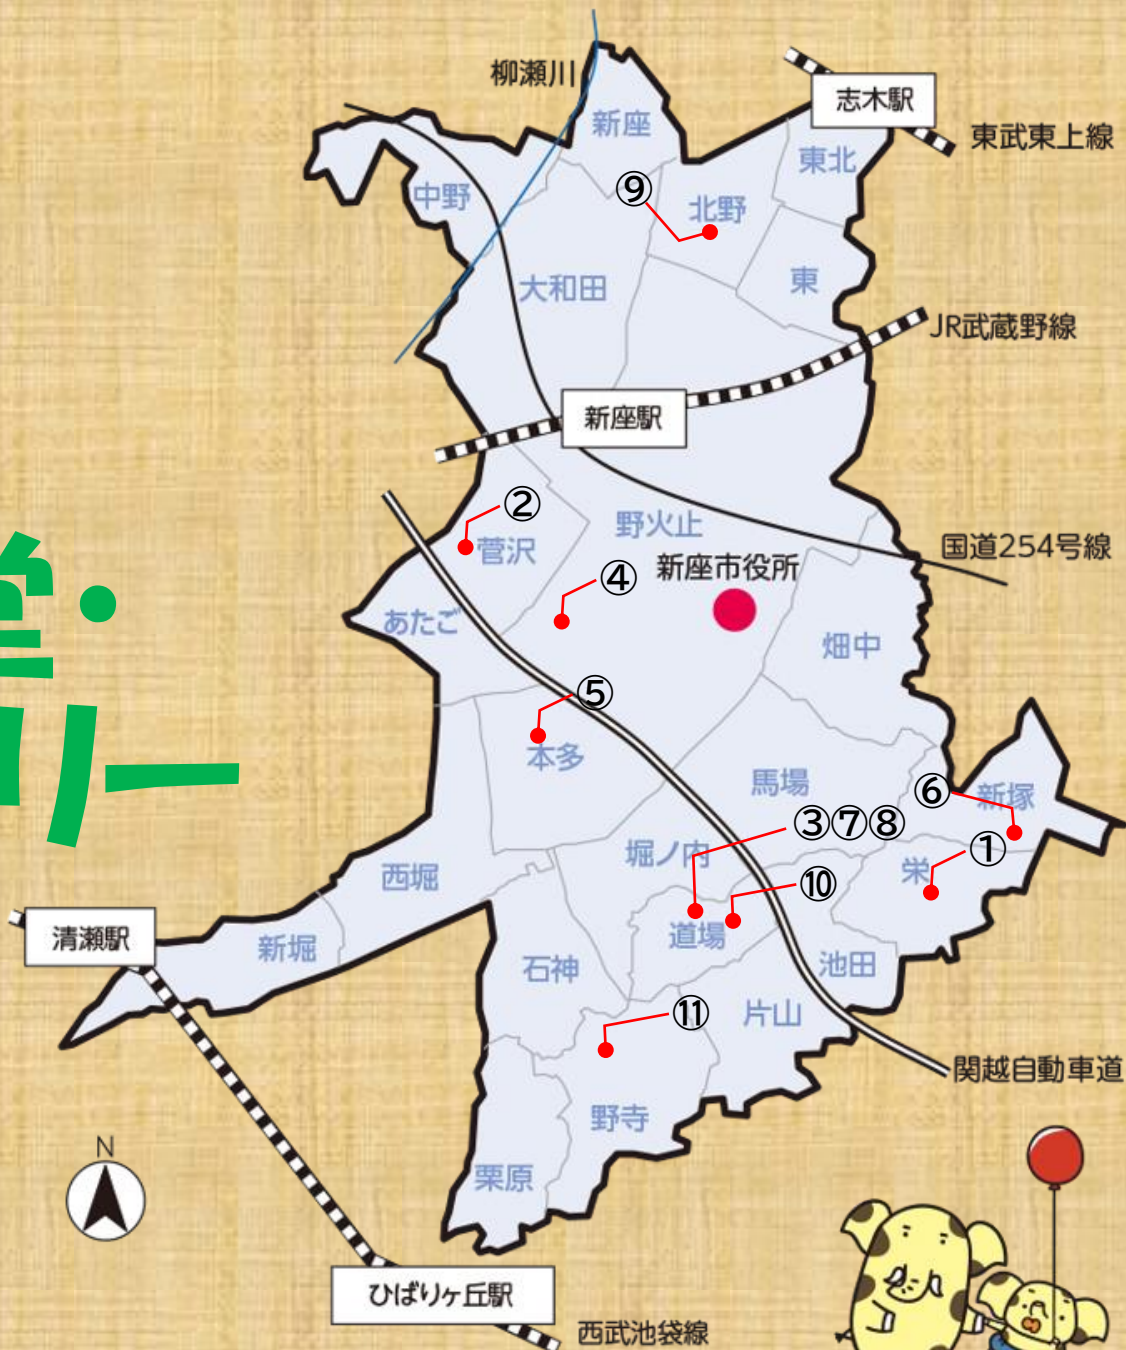 柳瀬川
志木駅
東武東上線
新座
東北
中野
⑨
北野
大和田
東
JR武蔵野線
新座駅
②
菅沢
野火止
国道254号線
④
新座市役所
あたご
畑中
⑤
本多
馬場
⑥
新塚
③⑦⑧
堀ノ内
①
栄
西堀
⑩
道場
清瀬駅
新堀
石神
池田
⑪
片山
関越自動車道
野寺
N
栗原
ひばりヶ丘駅
西武池袋線
リー